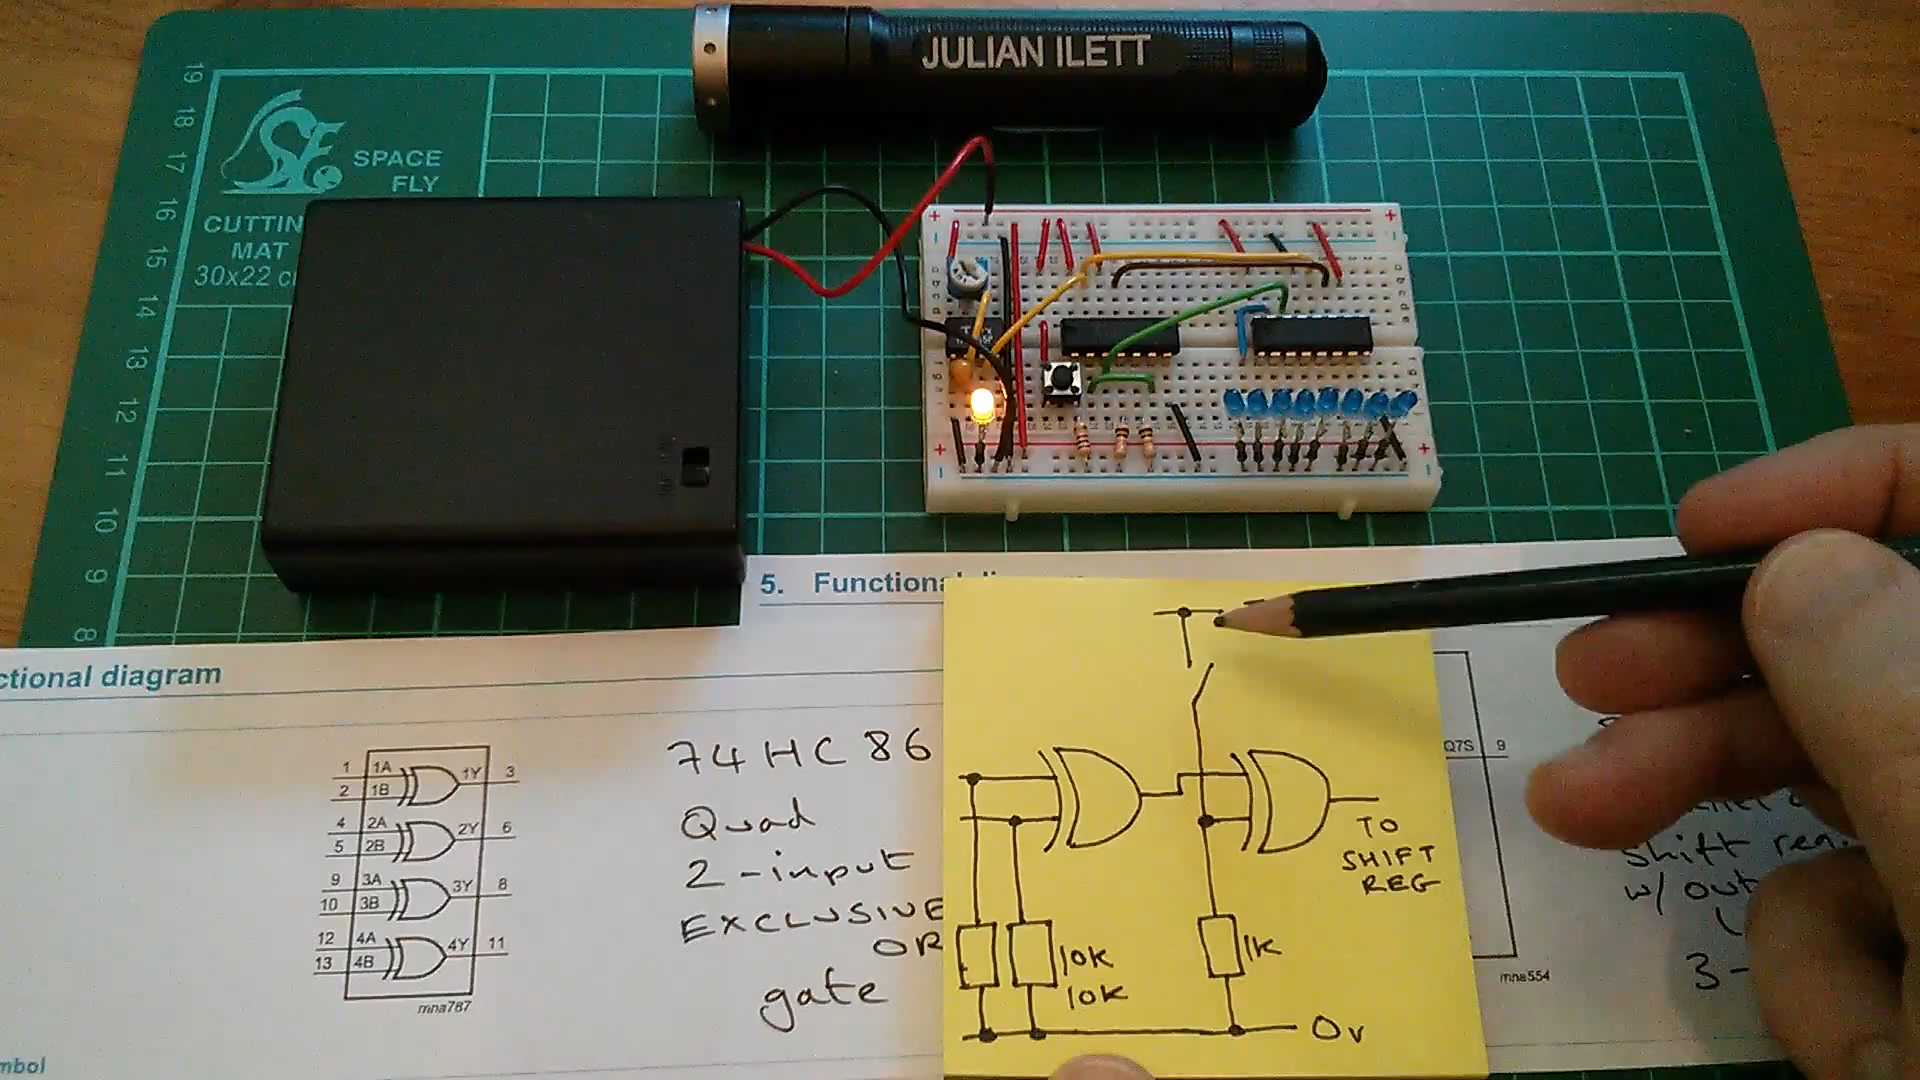 JULIAN ILETT
19
18
17
16
15
14
13
12
11
10
9
8
SPACE
FLY
CUTTIN
MAT
30x22 c
5. Functional
ctional diagram
1 1A 1Y 3
2 1B
4 2A 2Y 6
5 2B
9 3A 3Y 8
10 3B
12 4A 4Y 11
13 4B
mna787
mbol
74HC86
Quad
2-input
EXCLUSIVE
OR
gate
TO
SHIFT
REG
10k
10k
1k
0v
Q7S 9
shift reg.
w/ out
3-
mna554